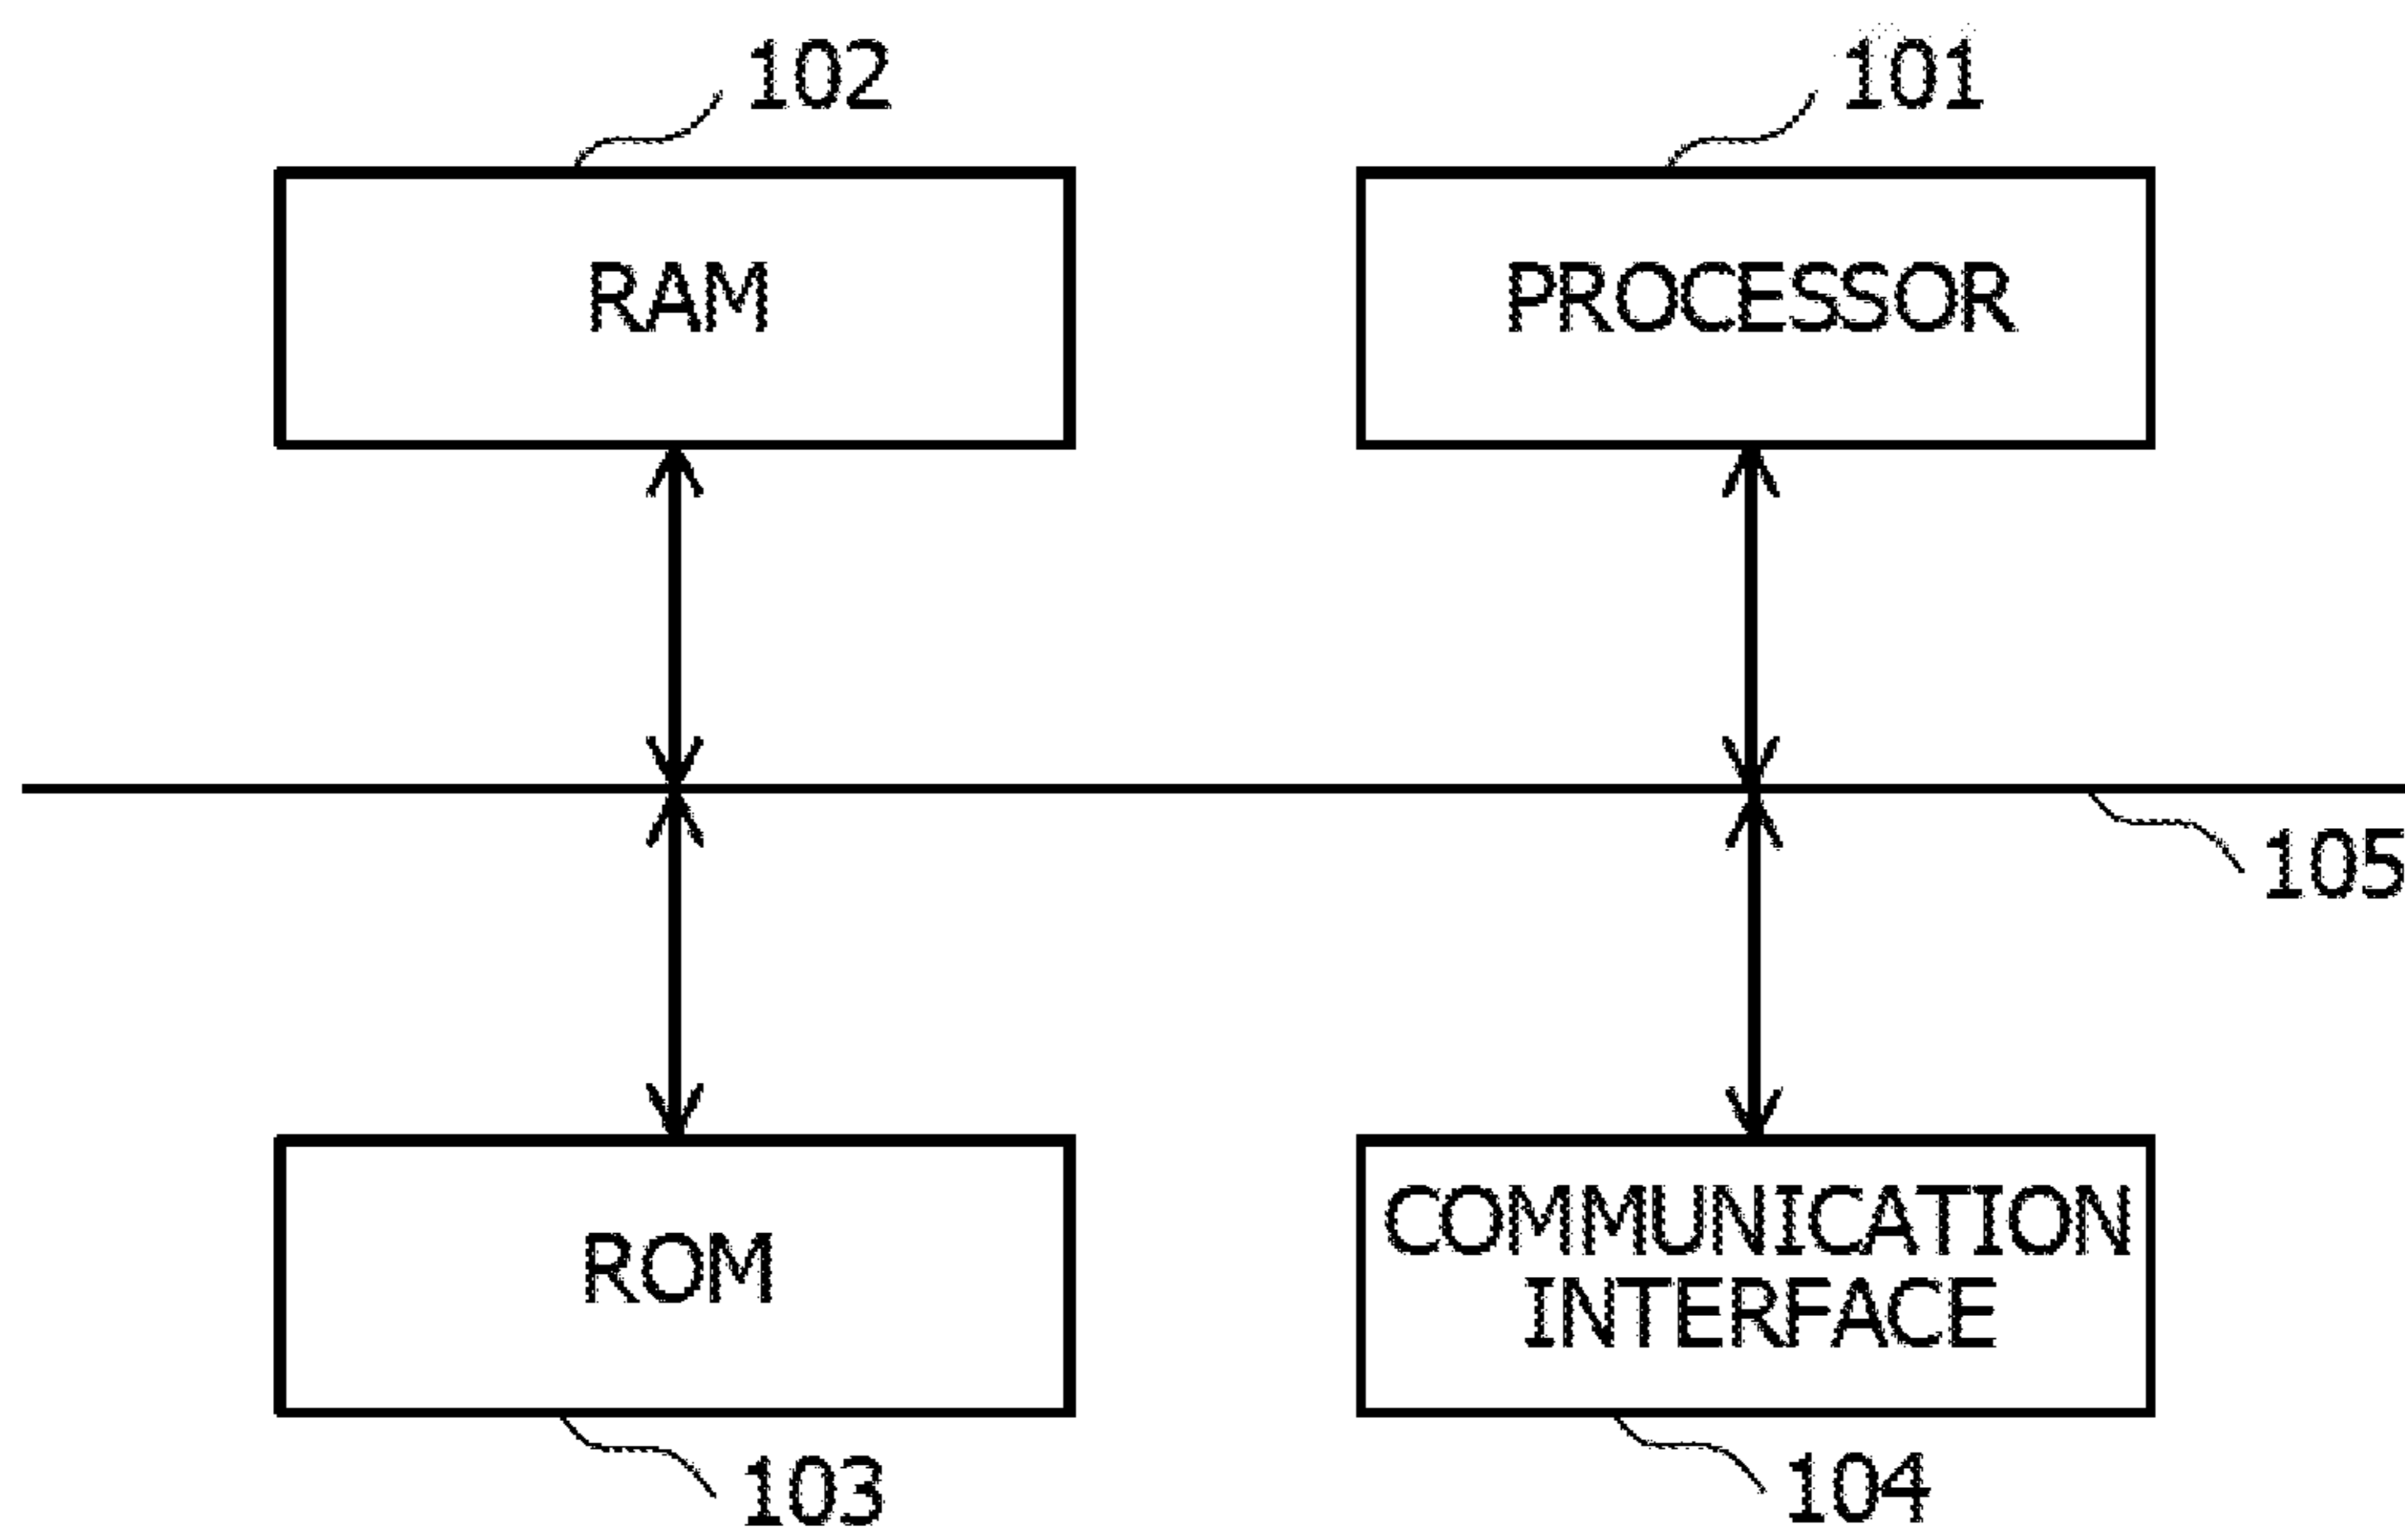 102
101
RAM
PROCESSOR
105
ROM
COMMUNICATION
INTERFACE
103
104